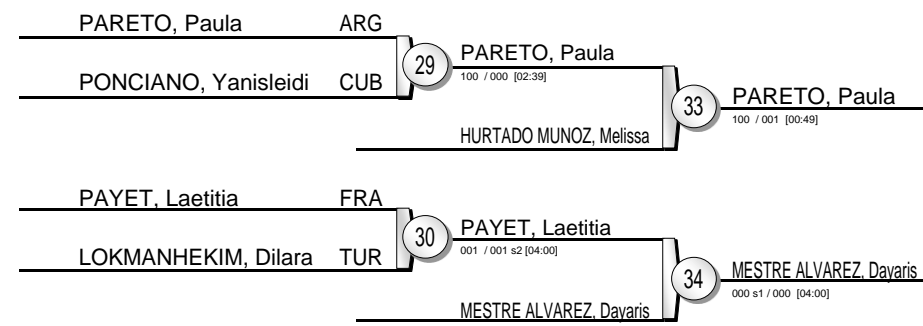 PARETO, Paula ARG
29
PARETO, Paula
100 / 000 [02:39]
PONCIANO, Yanisleidi CUB
33
PARETO, Paula
100 / 001 [00:49]
HURTADO MUNOZ, Melissa
PAYET, Laetitia FRA
30
PAYET, Laetitia
001 / 001 s2 [04:00]
LOKMANHEKIM, Dilara TUR
34
MESTRE ALVAREZ, Dayaris
000 s1 / 000 [04:00]
MESTRE ALVAREZ, Dayaris